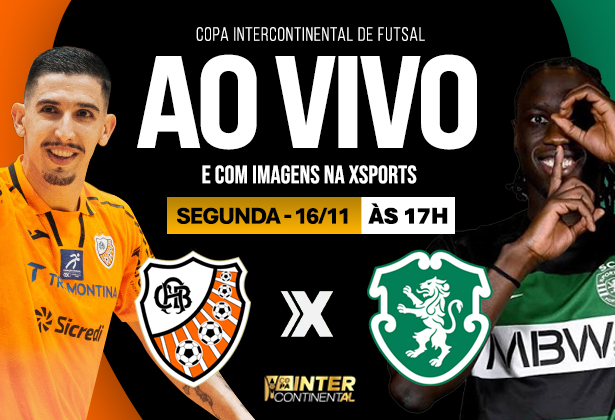 COPA INTERCONTINENTAL DE FUTSAL
AO VIVO
E COM IMAGENS NA XSPORTS
SEGUNDA - 16/11 ÀS 17H
TRAMONTINA
Sicredi
X
INTER
CONTINENTAL
MBW